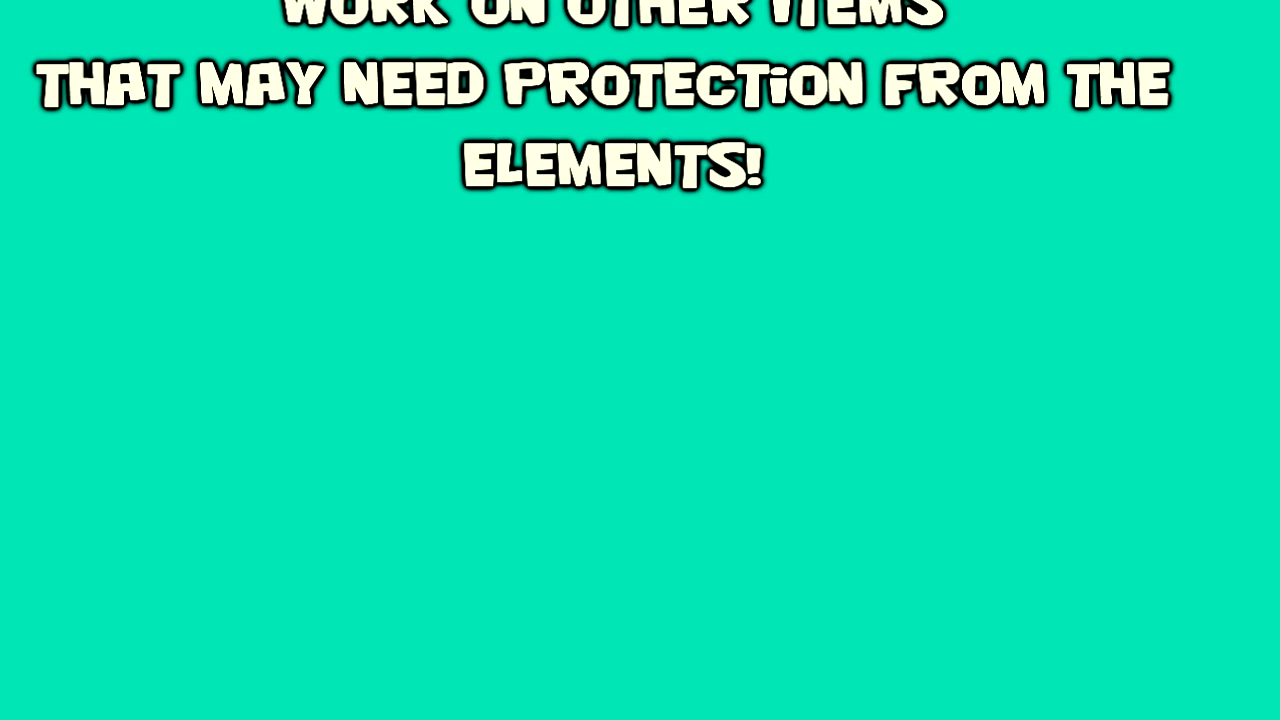 WORK ON OTHER ITEMS
THAT MAY NEED PROTECTiON FROM THE
ELEMENTS!